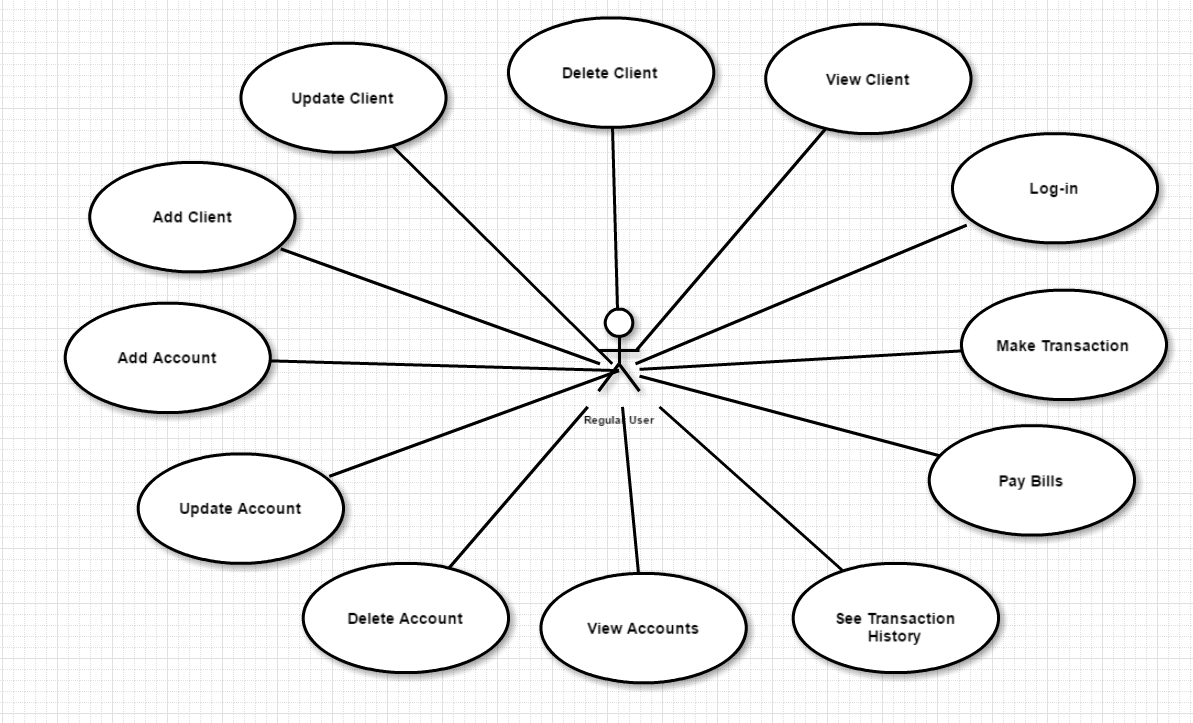 Delete Client
View Client
Update Client
Log-in
Add Client
Make Transaction
Add Account
Regular User
Pay Bills
Update Account
Delete Account
View Accounts
See Transaction
History